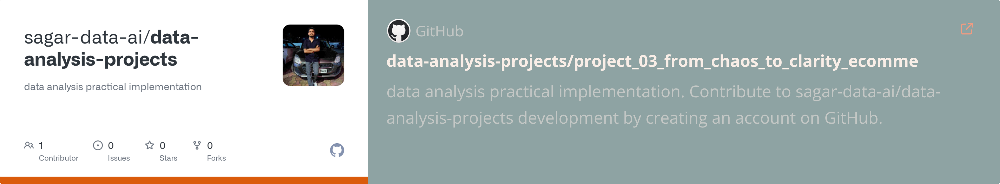 sagar-data-ai/data-
analysis-projects
data analysis practical implementation
1
Contributor
0
Issues
0
Stars
0
Forks
GitHub
data-analysis-projects/project_03_from_chaos_to_clarity_ecomme
data analysis practical implementation. Contribute to sagar-data-ai/data-
analysis-projects development by creating an account on GitHub.